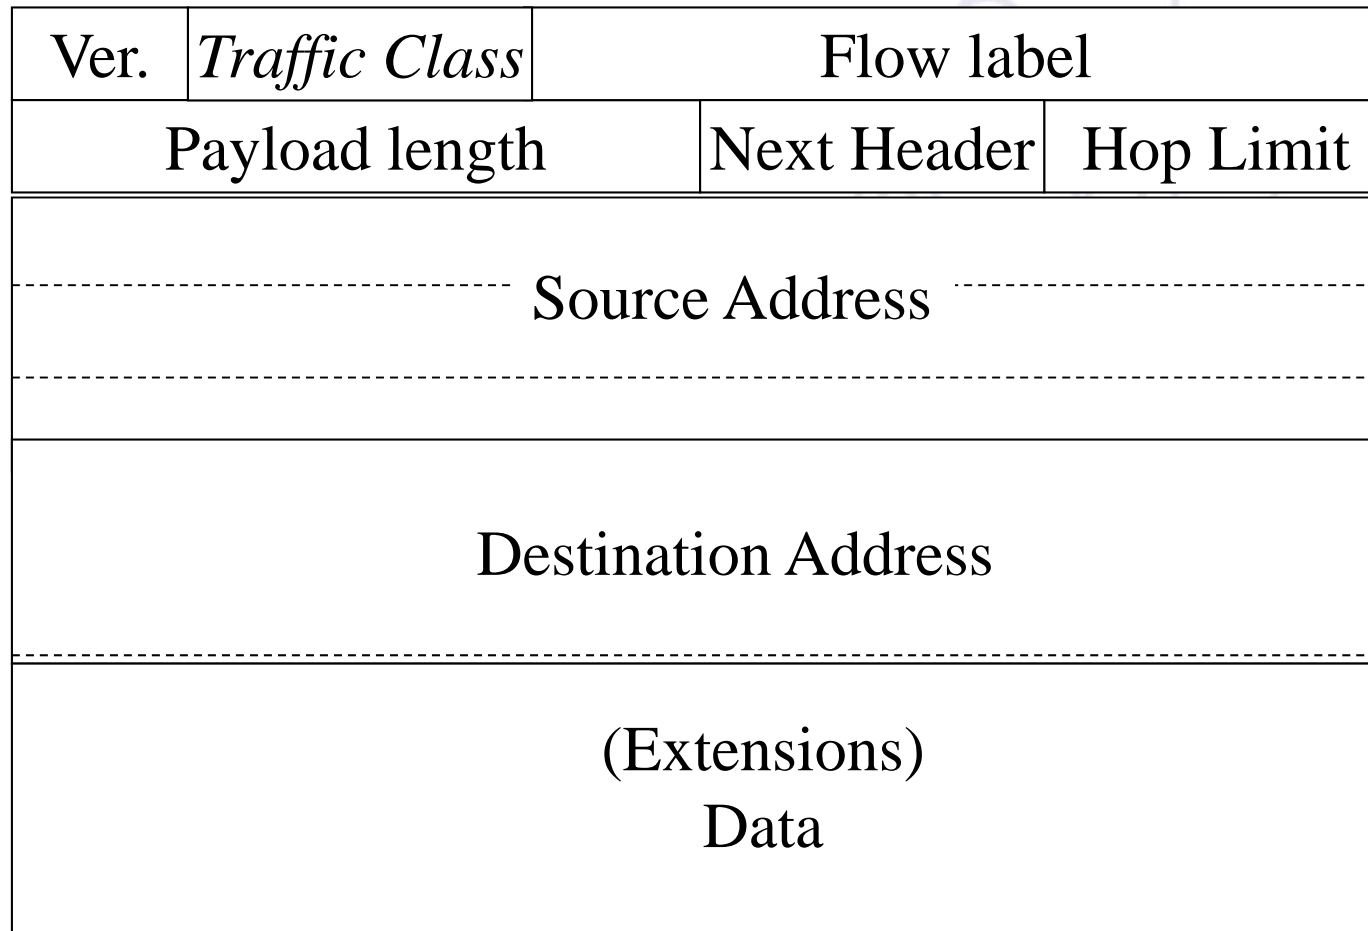 Ver.
Traffic Class
Flow label
Payload length
Next Header
Hop Limit
Source Address
Destination Address
(Extensions)
Data